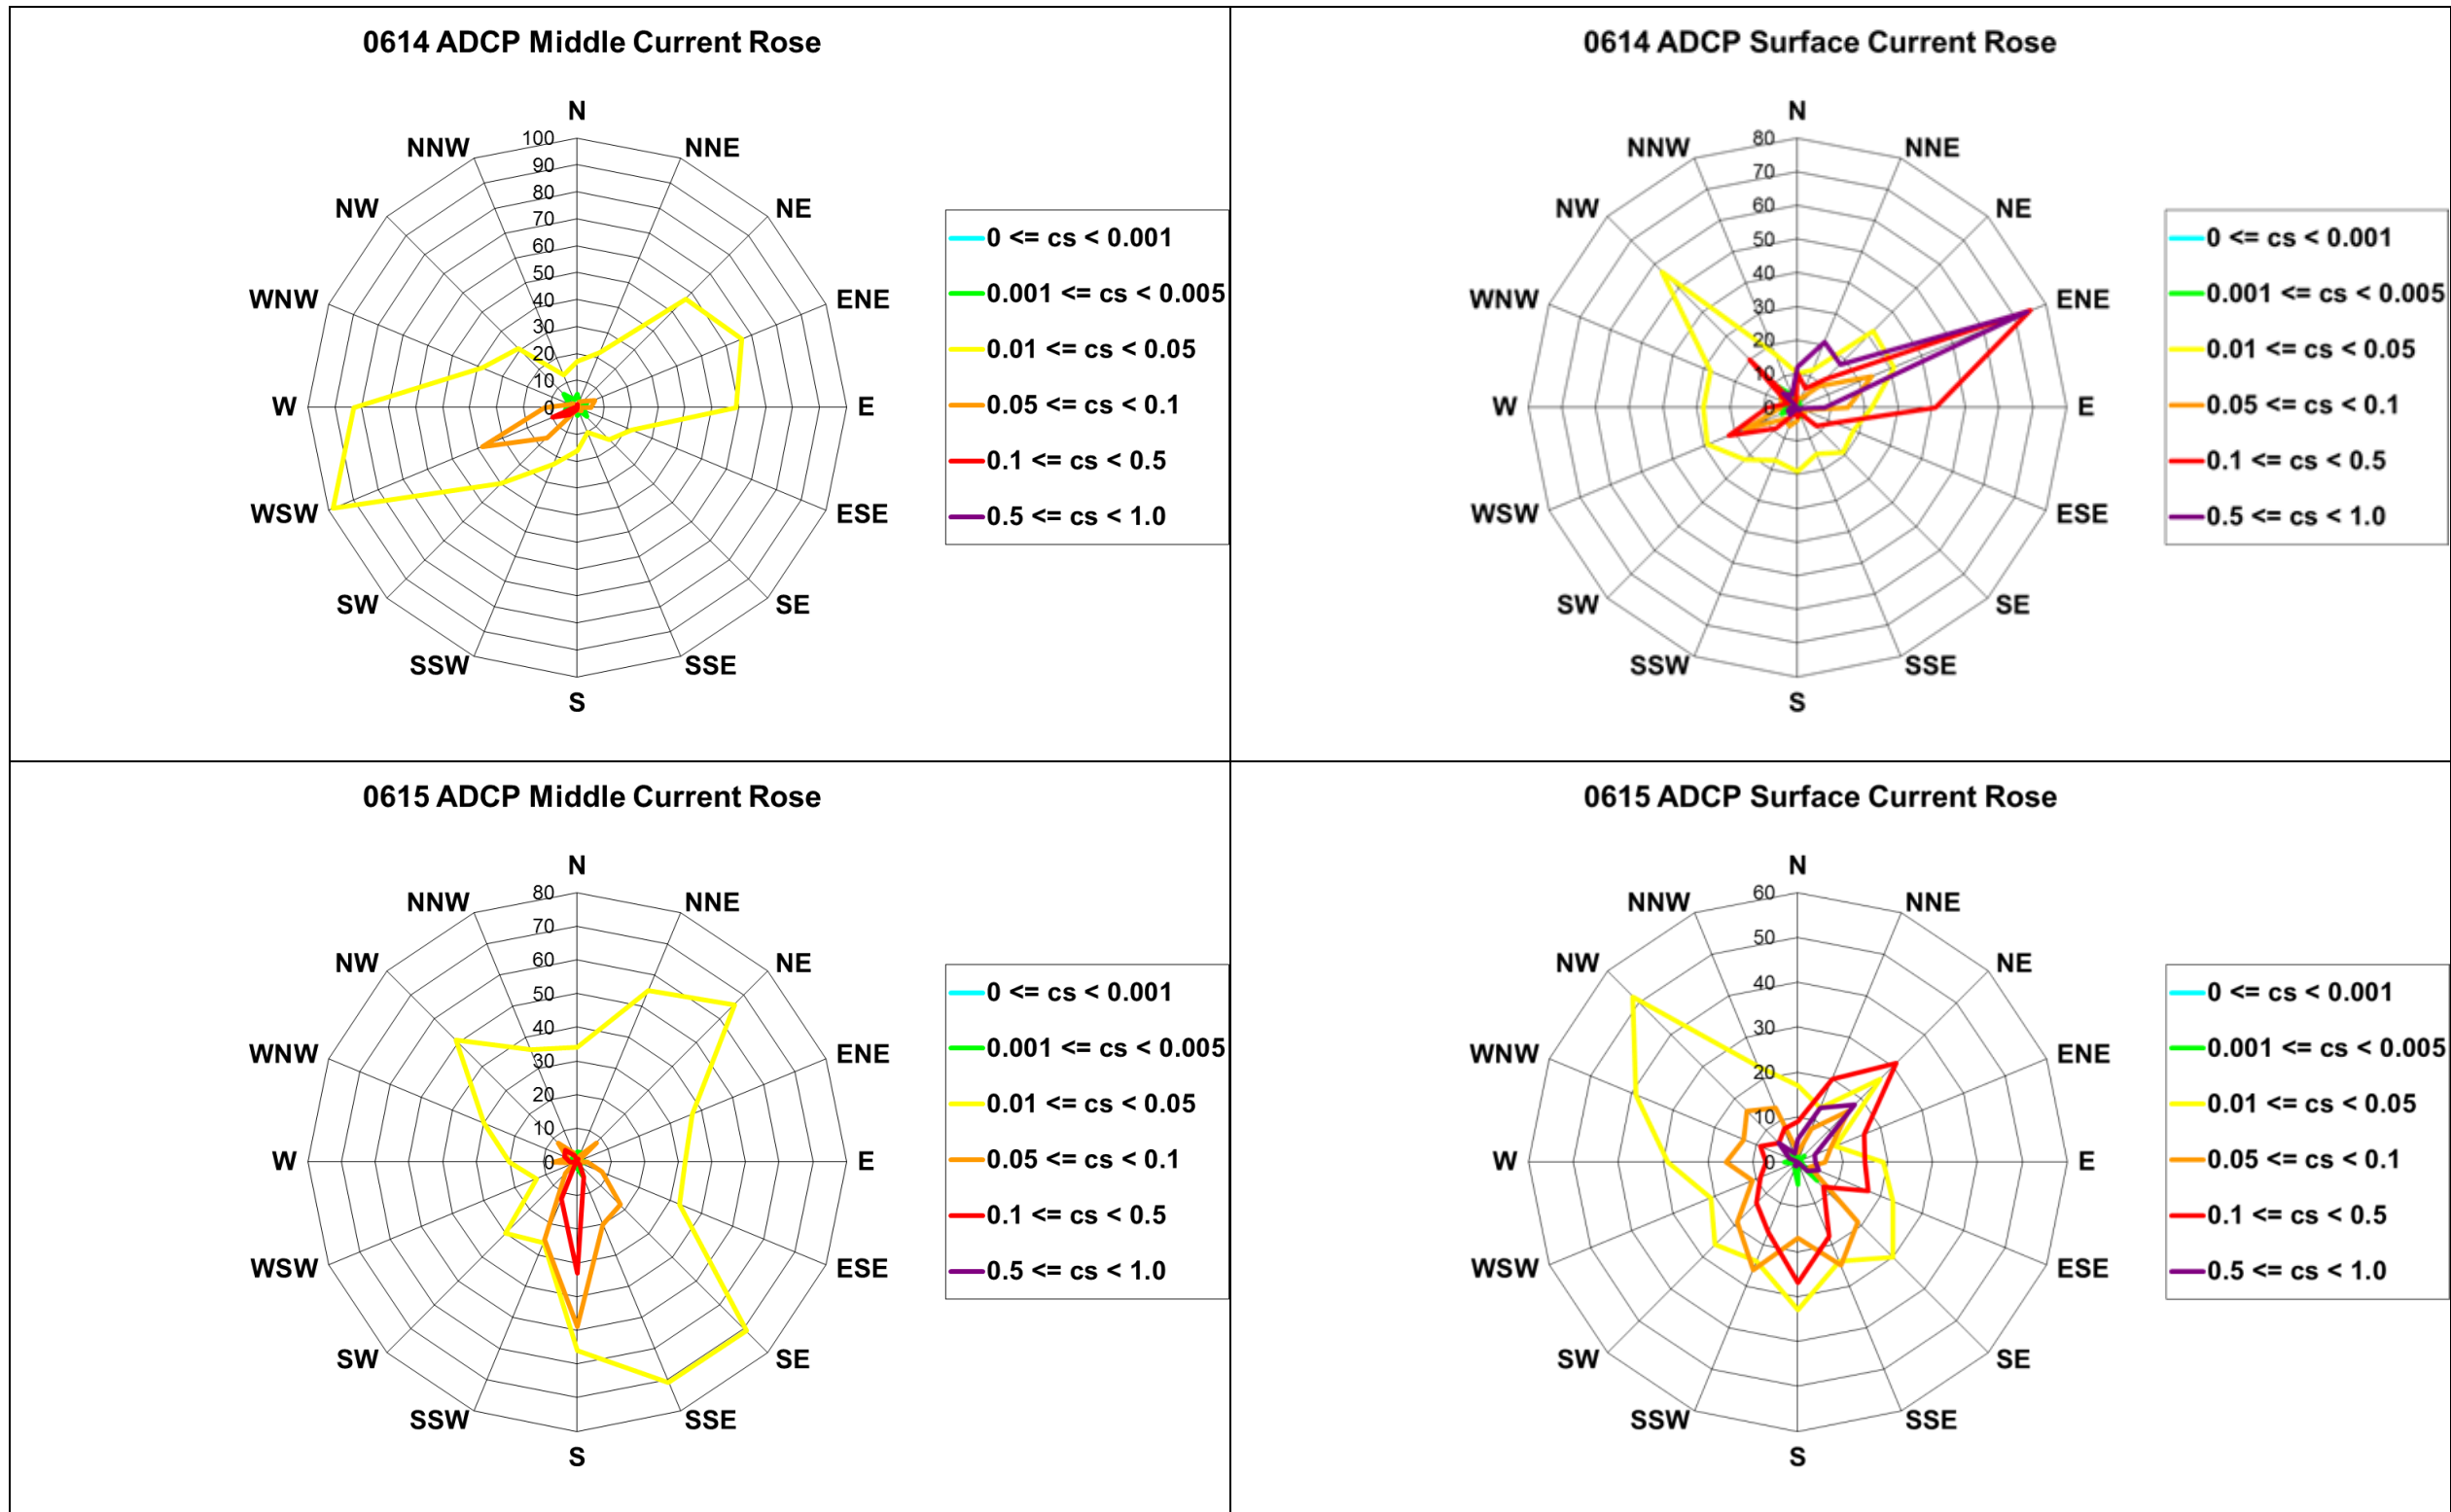 0614 ADCP Middle Current Rose
N
NNE
NE
ENE
E
ESE
SE
SSE
S
SSW
SW
WSW
W
WNW
NW
NNW
100
90
80
70
60
50
40
30
20
10
0
0 <= cs < 0.001
0.001 <= cs < 0.005
0.01 <= cs < 0.05
0.05 <= cs < 0.1
0.1 <= cs < 0.5
0.5 <= cs < 1.0
0614 ADCP Surface Current Rose
N
NNE
NE
ENE
E
ESE
SE
SSE
S
SSW
SW
WSW
W
WNW
NW
NNW
80
70
60
50
40
30
20
10
0
0 <= cs < 0.001
0.001 <= cs < 0.005
0.01 <= cs < 0.05
0.05 <= cs < 0.1
0.1 <= cs < 0.5
0.5 <= cs < 1.0
0615 ADCP Middle Current Rose
N
NNE
NE
ENE
E
ESE
SE
SSE
S
SSW
SW
WSW
W
WNW
NW
NNW
80
70
60
50
40
30
20
10
0
0 <= cs < 0.001
0.001 <= cs < 0.005
0.01 <= cs < 0.05
0.05 <= cs < 0.1
0.1 <= cs < 0.5
0.5 <= cs < 1.0
0615 ADCP Surface Current Rose
N
NNE
NE
ENE
E
ESE
SE
SSE
S
SSW
SW
WSW
W
WNW
NW
NNW
60
50
40
30
20
10
0
0 <= cs < 0.001
0.001 <= cs < 0.005
0.01 <= cs < 0.05
0.05 <= cs < 0.1
0.1 <= cs < 0.5
0.5 <= cs < 1.0